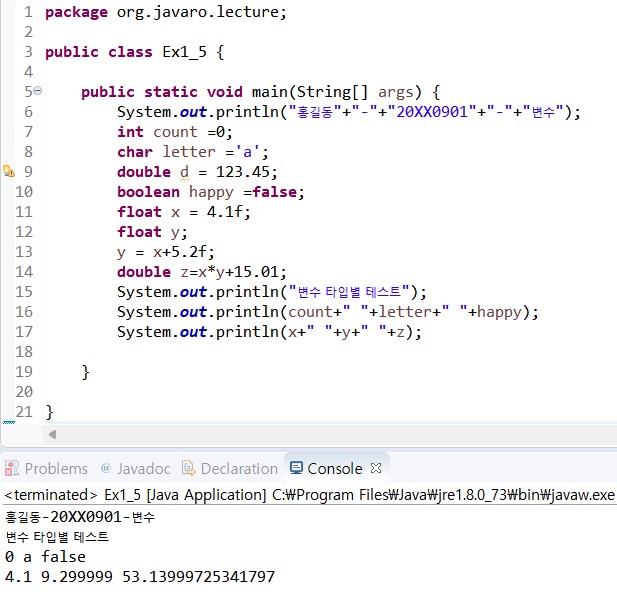 1 package org.javaro.lecture;
2
3 public class Ex1_5 {
4
5 public static void main(String[] args) {
6 System.out.println("홍길동"+"-"+"20XX0901"+"-"+"변수");
7 int count =0;
8 char letter ='a';
9 double d = 123.45;
10 boolean happy =false;
11 float x = 4.1f;
12 float y;
13 y = x+5.2f;
14 double z=x*y+15.01;
15 System.out.println("변수 타입별 테스트");
16 System.out.println(count+" "+letter+" "+happy);
17 System.out.println(x+" "+y+" "+z);
18
19 }
20
21 }
Problems @ Javadoc Declaration Console
<terminated> Ex1_5 [Java Application] C:₩Program Files₩Java₩jre1.8.0_73₩bin₩javaw.exe
홍길동-20XX0901-변수
변수 타입별 테스트
0 a false
4.1 9.299999 53.13999725341797